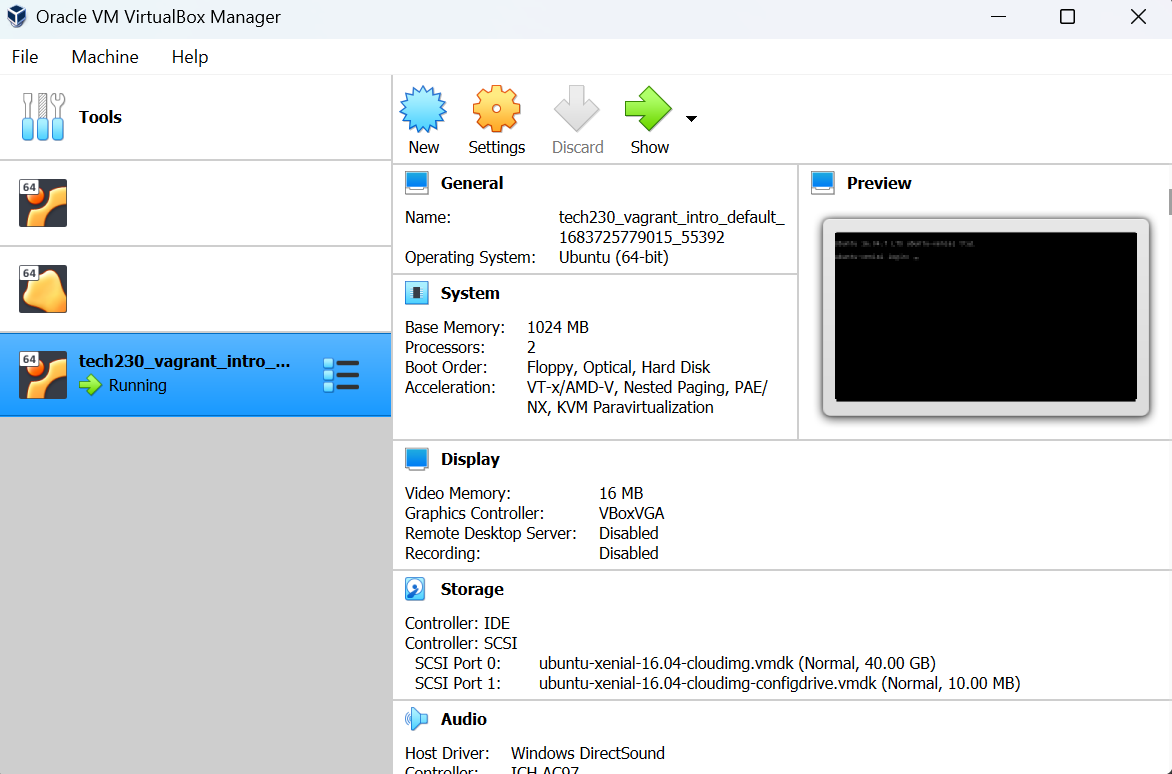 Oracle VM VirtualBox Manager
File Machine Help
Tools
64
64
64
tech230_vagrant_intro_...
Running
New Settings Discard Show
General
Name: tech230_vagrant_intro_default_
1683725779015_55392
Operating System: Ubuntu (64-bit)
Preview
System
Base Memory: 1024 MB
Processors: 2
Boot Order: Floppy, Optical, Hard Disk
Acceleration: VT-x/AMD-V, Nested Paging, PAE/
NX, KVM Paravirtualization
Display
Video Memory: 16 MB
Graphics Controller: VBoxVGA
Remote Desktop Server: Disabled
Recording: Disabled
Storage
Controller: IDE
Controller: SCSI
SCSI Port 0: ubuntu-xenial-16.04-cloudimg.vmdk (Normal, 40.00 GB)
SCSI Port 1: ubuntu-xenial-16.04-cloudimg-configdrive.vmdk (Normal, 10.00 MB)
Audio
Host Driver: Windows DirectSound
Controller: ICH AC97